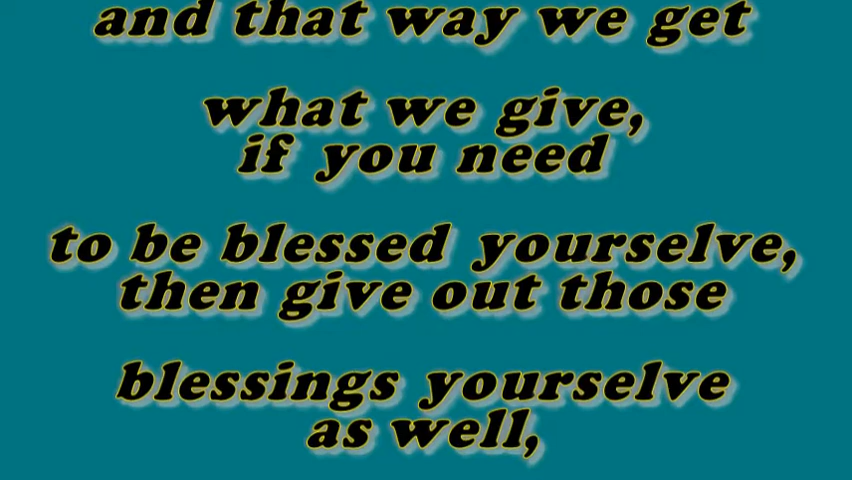 and that way we get
what we give,
if you need
to be blessed yourselve,
then give out those
blessings yourselve
as well,